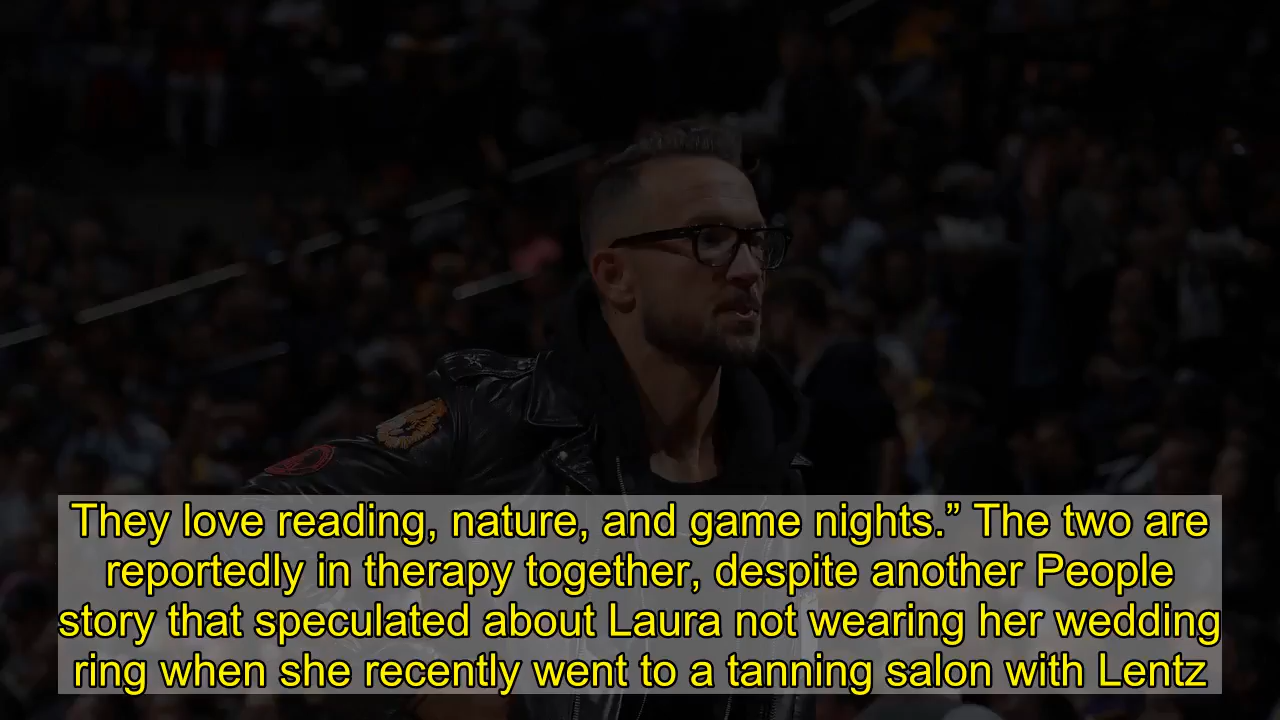 They love reading, nature, and game nights.” The two are
reportedly in therapy together, despite another People
story that speculated about Laura not wearing her wedding
ring when she recently went to a tanning salon with Lentz